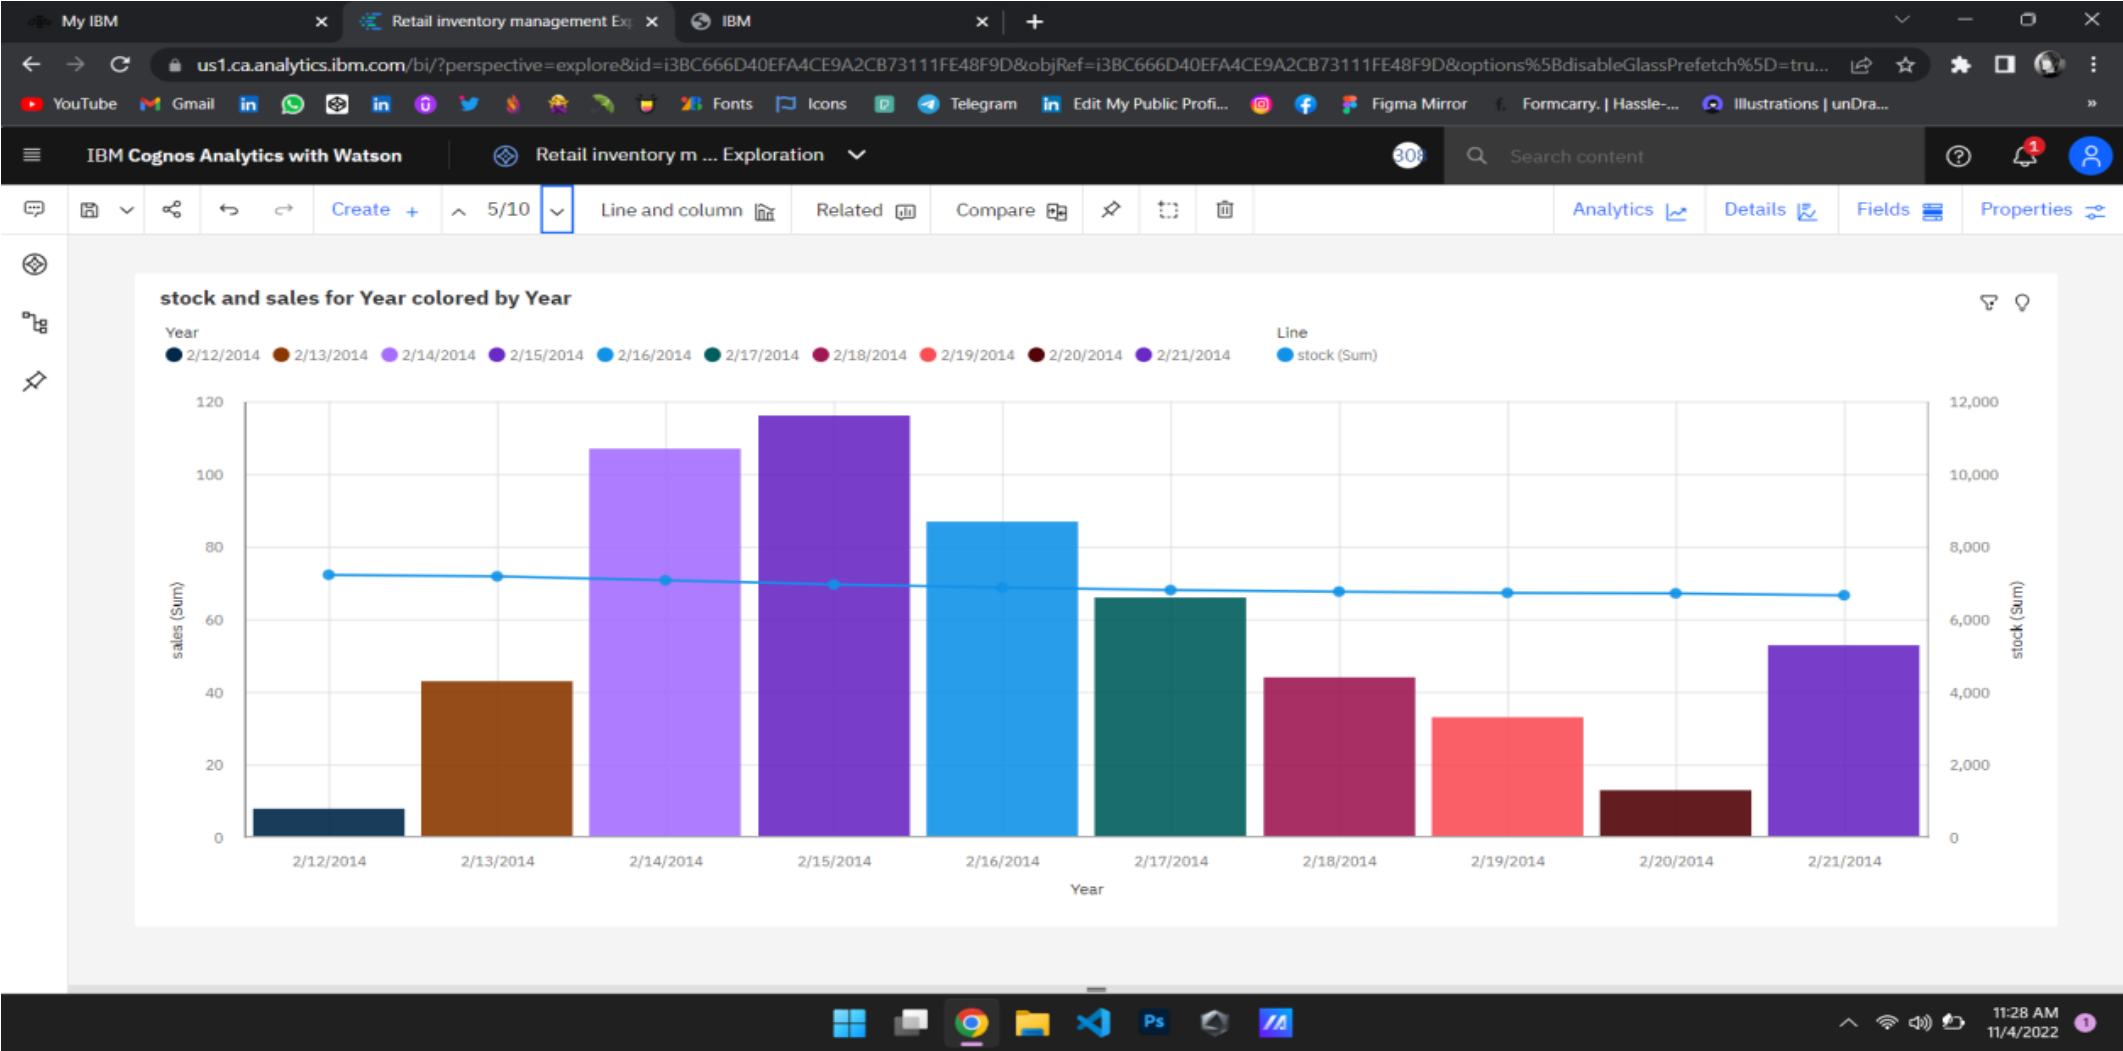 My IBM
Retail inventory management Ex
IBM
us1.ca.analytics.ibm.com/bi/?perspective=explore&id=i3BC666D40EFA4CE9A2CB73111FE48F9D&objRef=i3BC666D40EFA4CE9A2CB73111FE48F9D&options%5BdisableGlassPrefetch%5D=tru...
YouTube Gmail Fonts Icons Telegram Edit My Public Profi... Figma Mirror Formcarry. | Hassle-... Illustrations | unDra...
IBM Cognos Analytics with Watson Retail inventory m ... Exploration 308 Search content 1
Create + 5/10 Line and column Related Compare Analytics Details Fields Properties
stock and sales for Year colored by Year
Year Line
2/12/2014 2/13/2014 2/14/2014 2/15/2014 2/16/2014 2/17/2014 2/18/2014 2/19/2014 2/20/2014 2/21/2014 stock (Sum)
120 12,000
100 10,000
80 8,000
60 6,000
40 4,000
20 2,000
0 0
sales (Sum)
stock (Sum)
2/12/2014 2/13/2014 2/14/2014 2/15/2014 2/16/2014 2/17/2014 2/18/2014 2/19/2014 2/20/2014 2/21/2014
Year
Ps
11:28 AM
11/4/2022 1